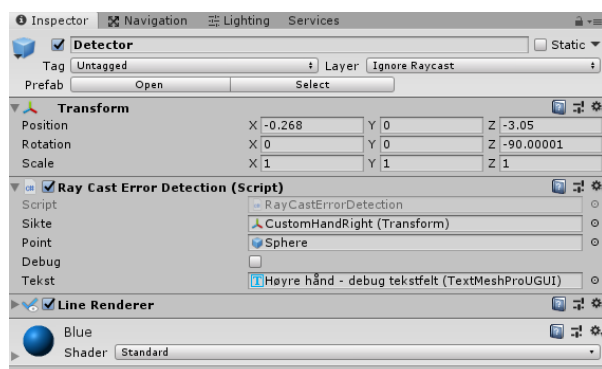 Inspector Navigation Lighting Services
Detector Static
Tag Untagged Layer Ignore Raycast
Prefab Open Select
Transform
Position X -0.268 Y 0 Z -3.05
Rotation X 0 Y 0 Z -90.00001
Scale X 1 Y 1 Z 1
Ray Cast Error Detection (Script)
Script RayCastErrorDetection
Sikte CustomHandRight (Transform)
Point Sphere
Debug
Tekst Høyre hånd - debug tekstfelt (TextMeshProUGUI)
Line Renderer
Blue
Shader Standard